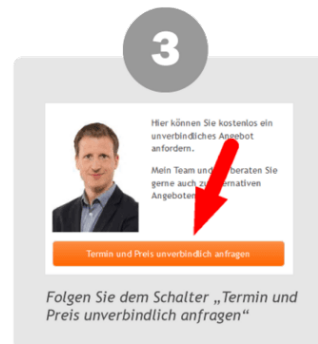 3
Hier können Sie kostenlos ein
unverbindliches Angebot
anfordern.
Mein Team und beraten Sie
gerne auch
Angeboten
Termin und Preis unverbindlich anfragen
Folgen Sie dem Schalter „Termin und
Preis unverbindlich anfragen“